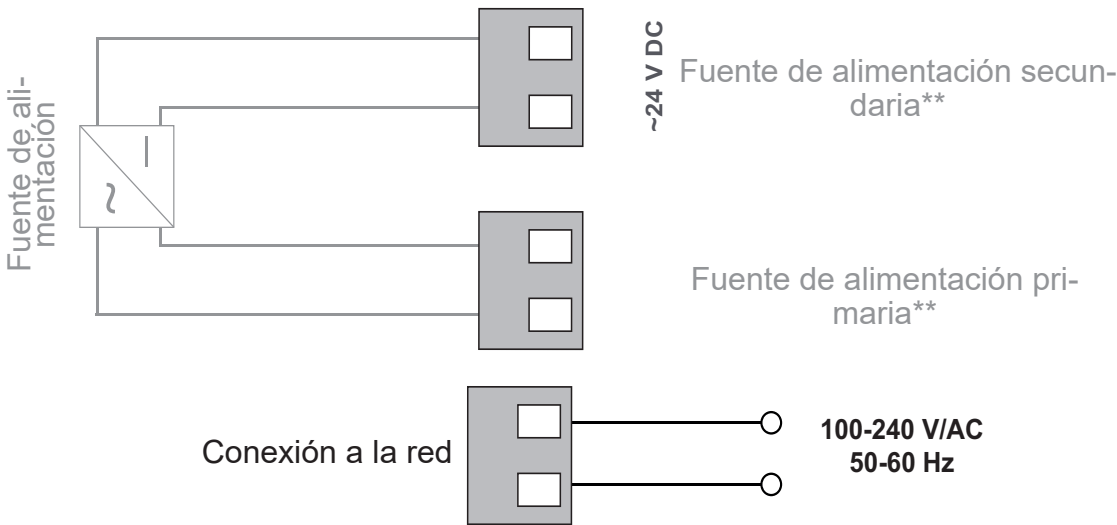 Fuente de ali-
mentación
~24 V DC
Fuente de alimentación secun-
daria**
Fuente de alimentación pri-
maria**
Conexión a la red
100-240 V/AC
50-60 Hz